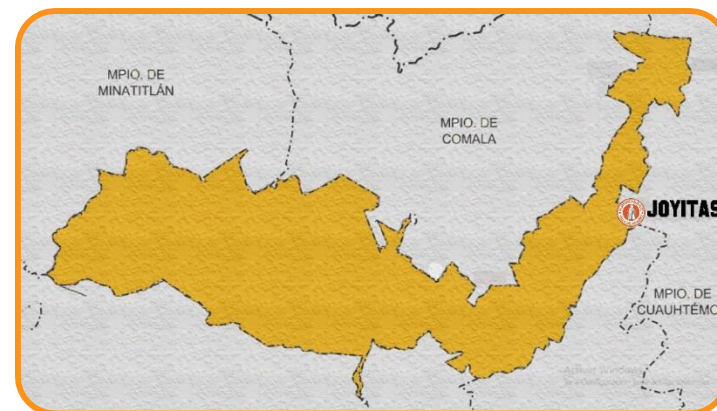 MPIO. DE
MINATITLÁN
MPIO. DE
COMALA
JOYITAS
MPIO. DE
CUAUHTÉMO